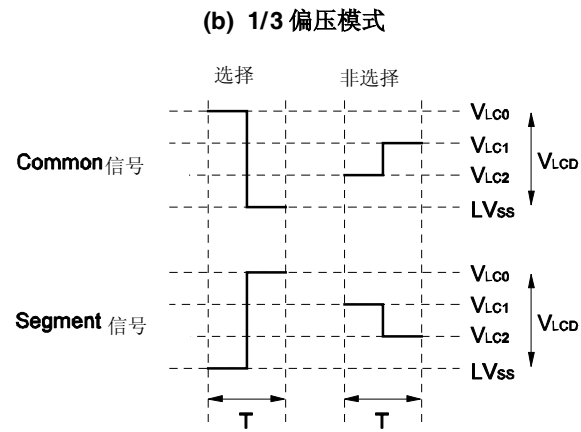 (b) 1/3 偏压模式
选择 非选择
VLC0
VLC1
Common 信号
VLCD
VLC2
LVSS
VLC0
VLC1
Segment 信号
VLCD
VLC2
LVSS
T T